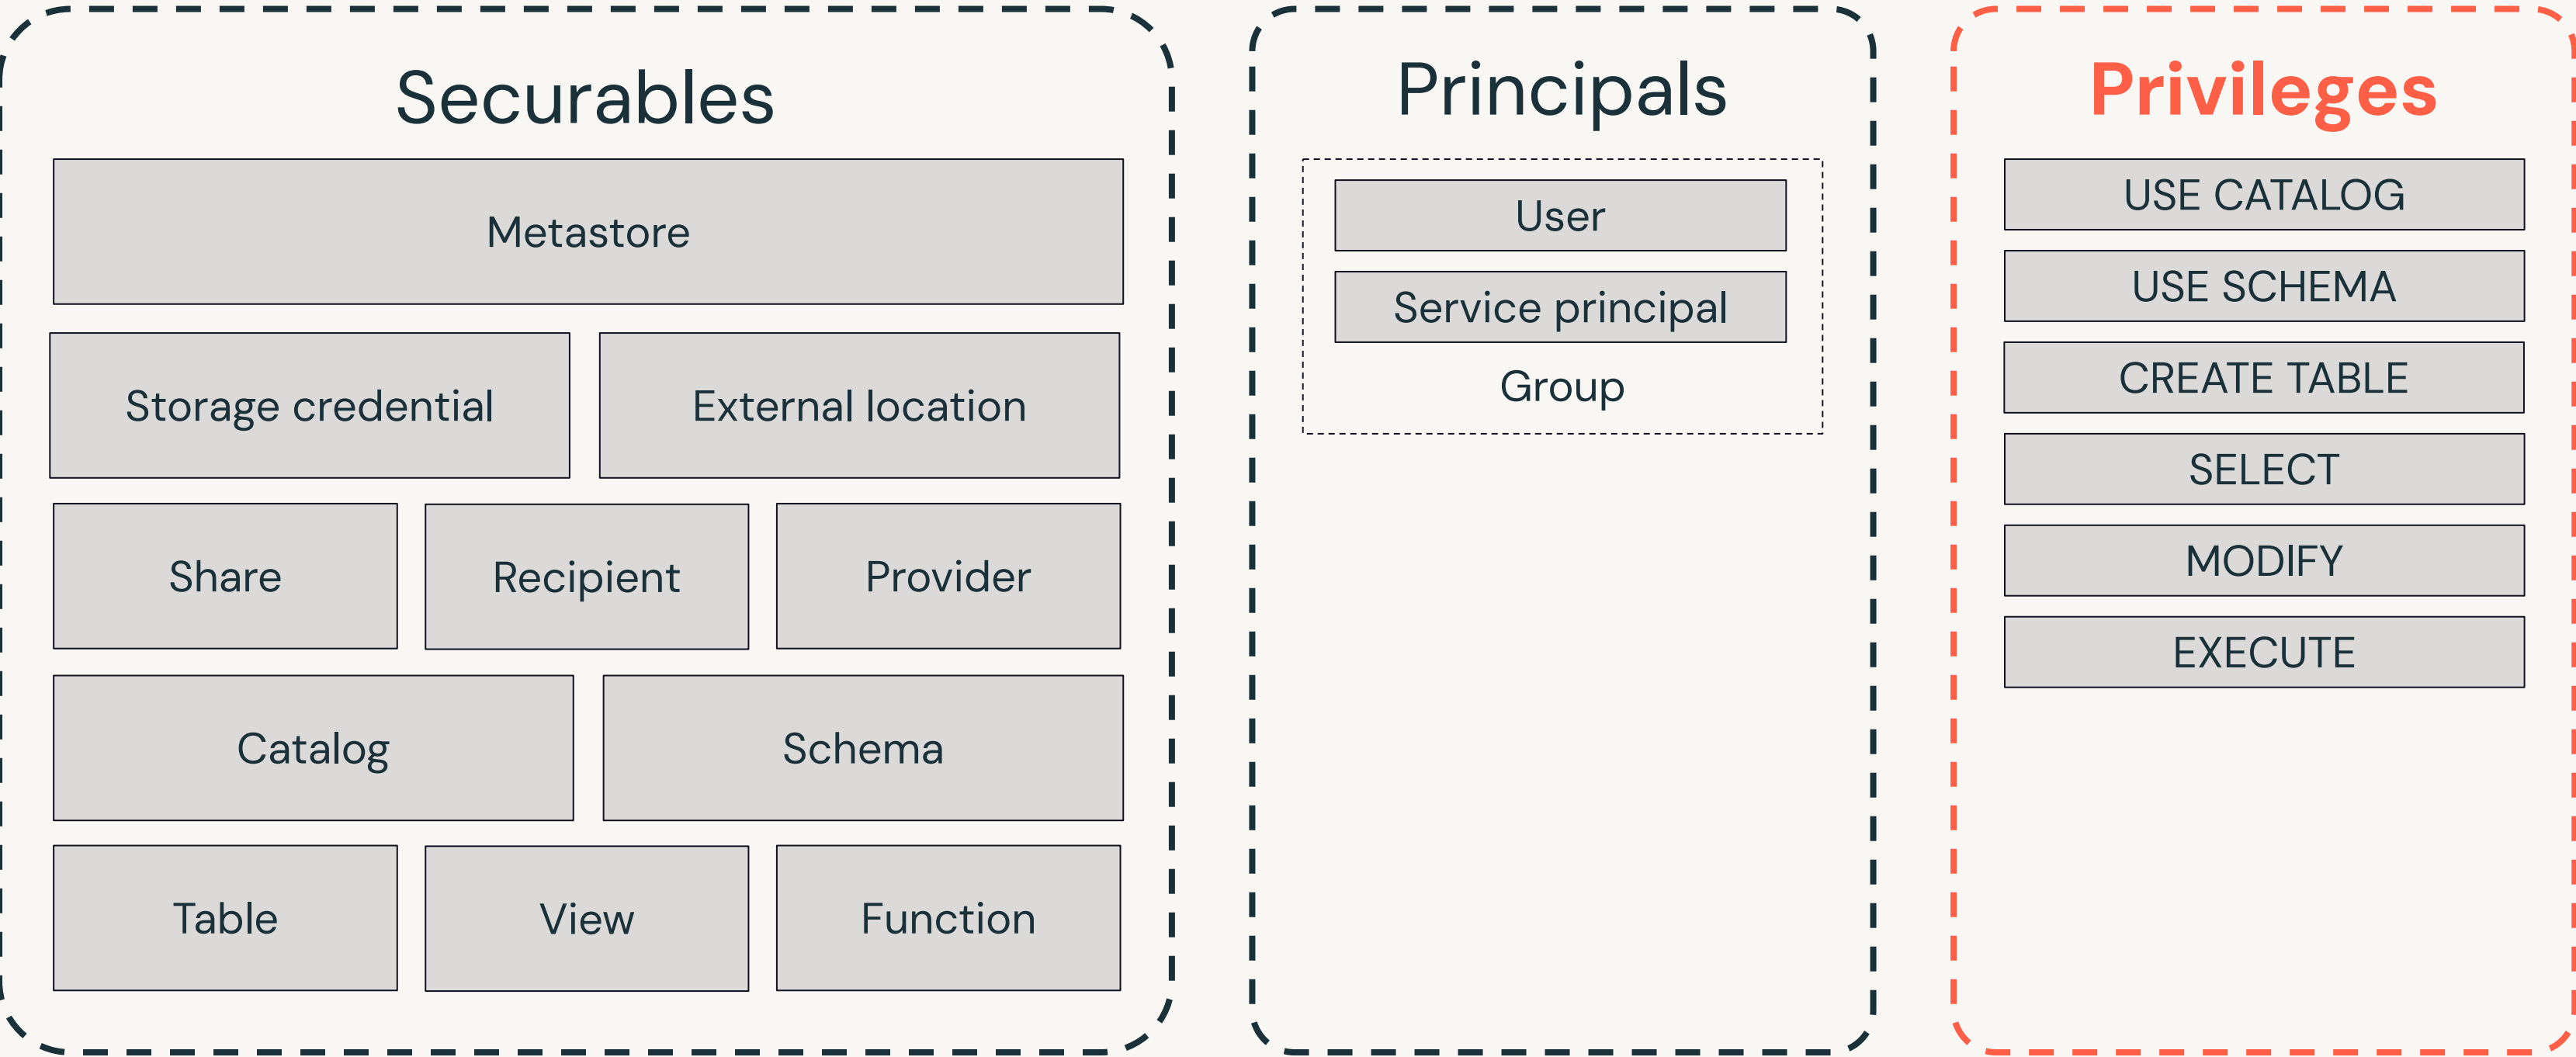 Securables
Metastore
Storage credential
External location
Share
Recipient
Provider
Catalog
Schema
Table
View
Function
Principals
User
Service principal
Group
Privileges
USE CATALOG
USE SCHEMA
CREATE TABLE
SELECT
MODIFY
EXECUTE